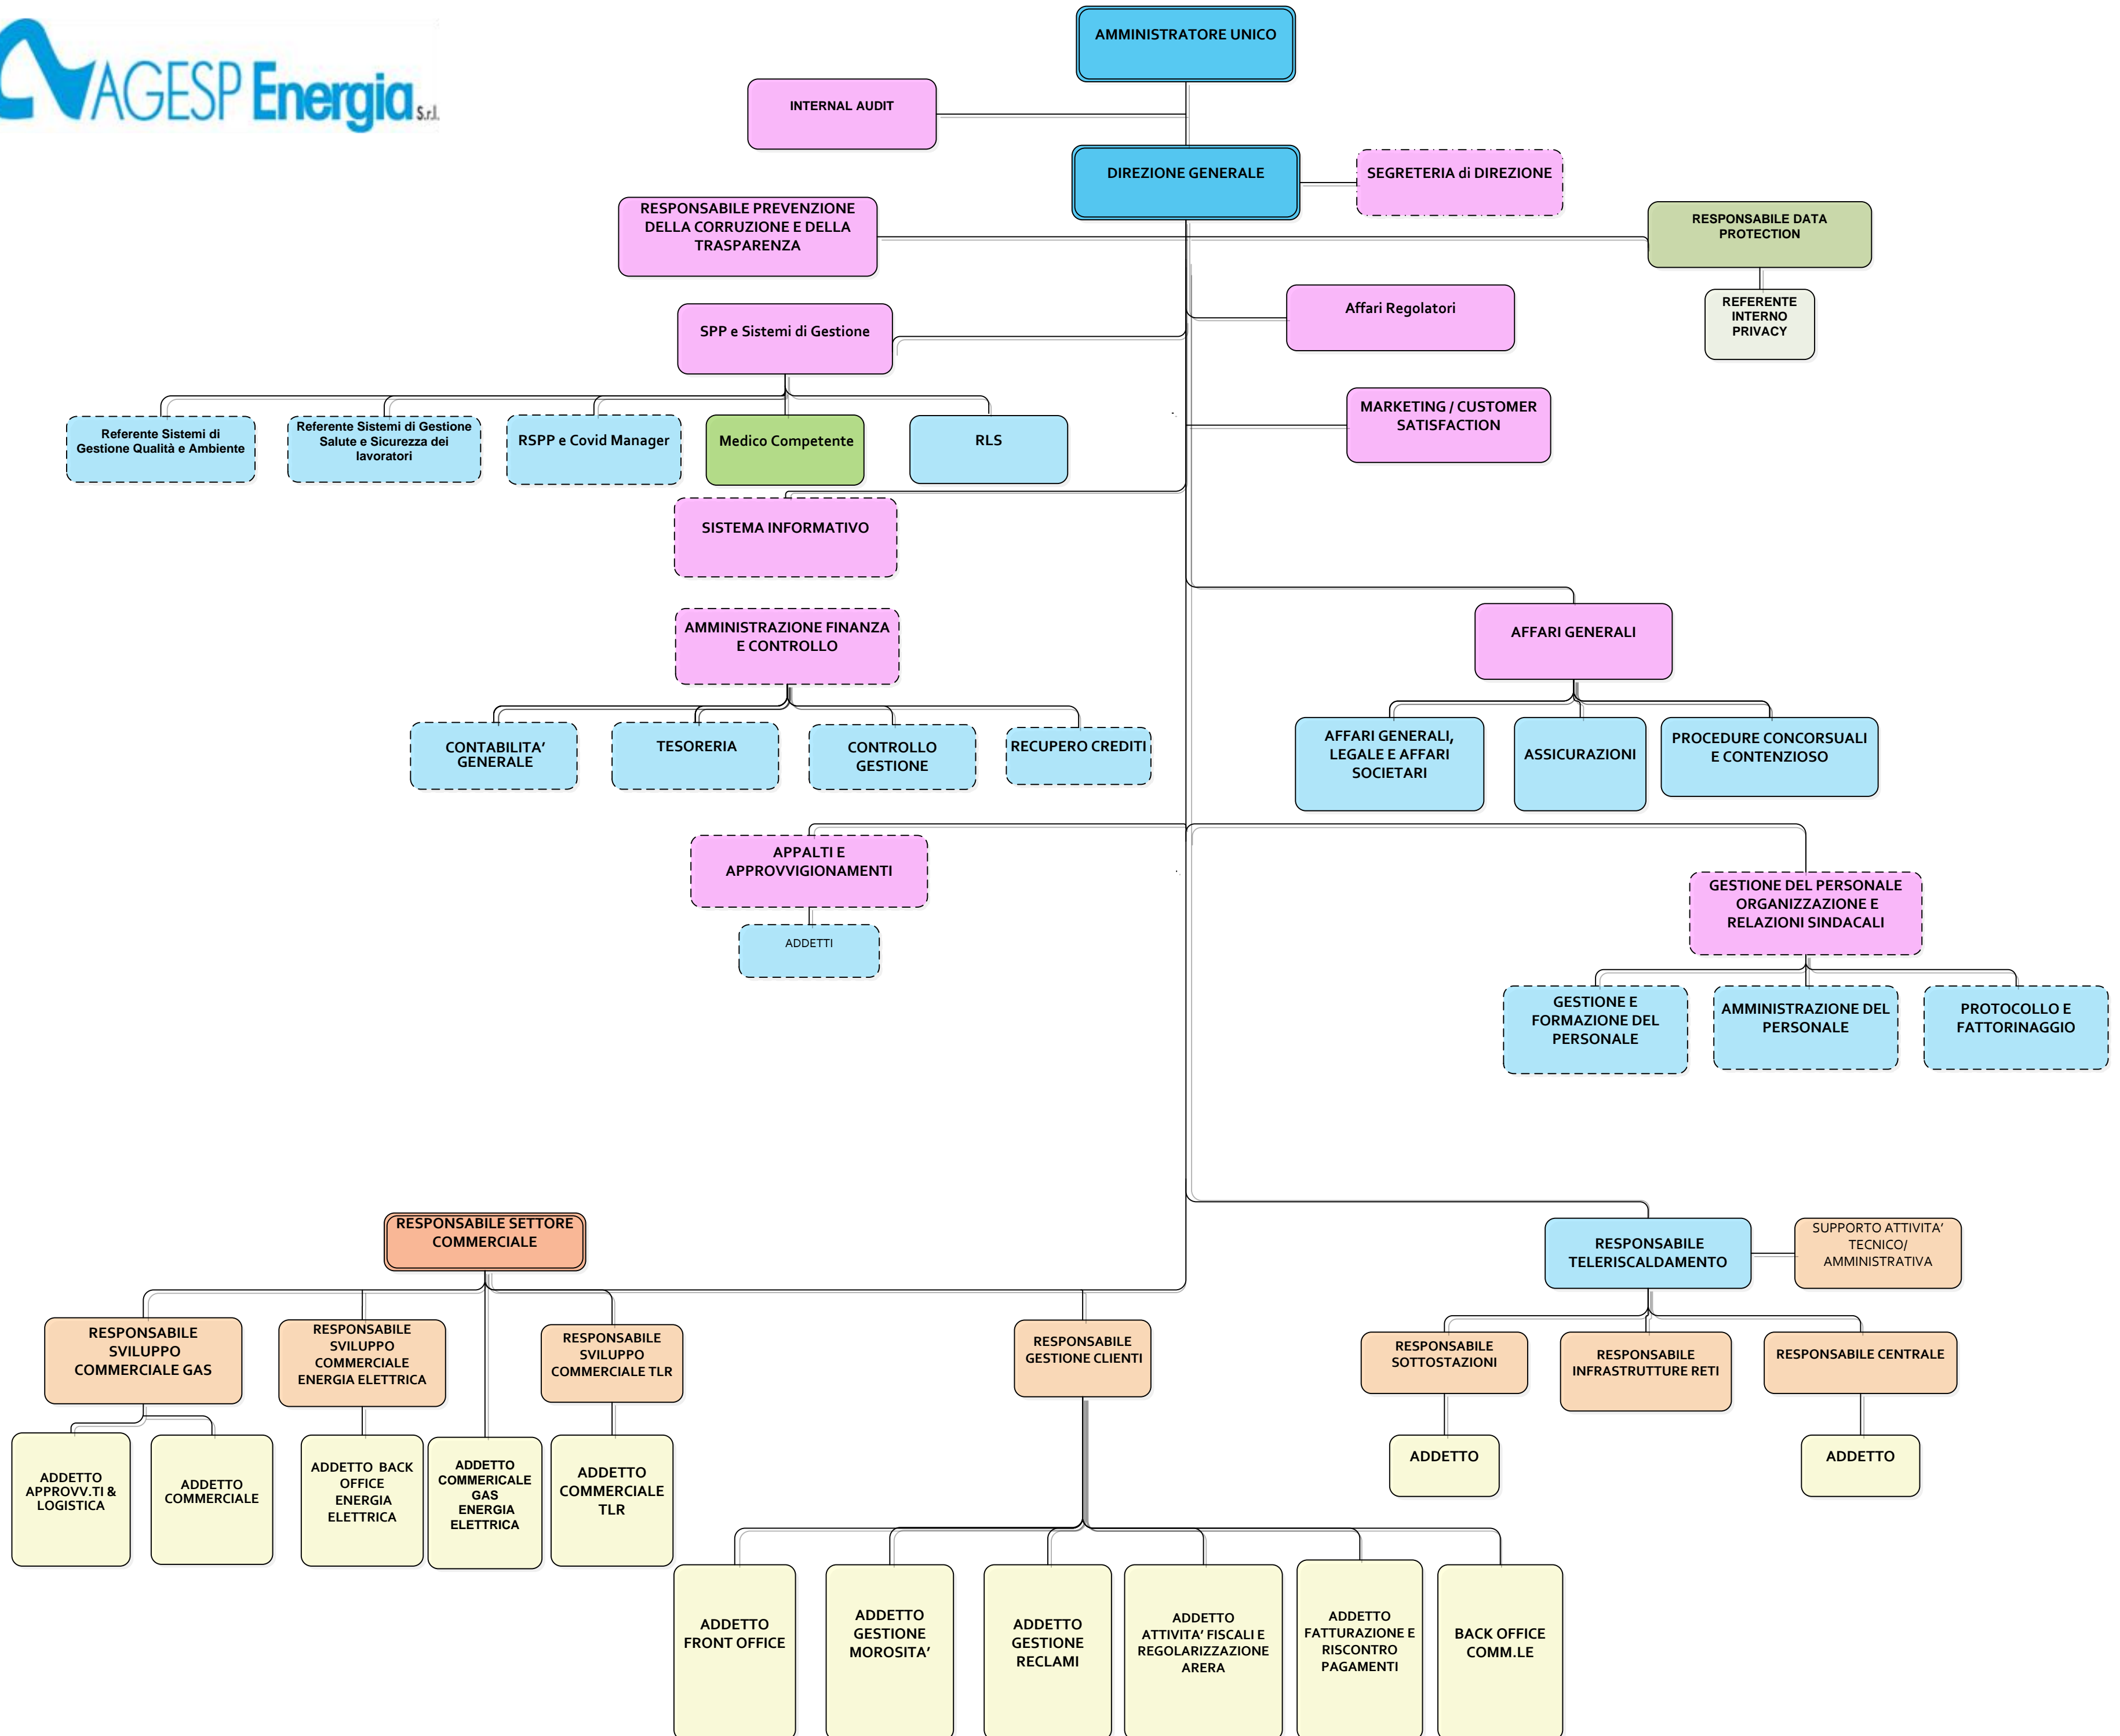 AGESP Energia S.r.l.
AMMINISTRATORE UNICO
INTERNAL AUDIT
DIREZIONE GENERALE
SEGRETERIA di DIREZIONE
RESPONSABILE PREVENZIONE
DELLA CORRUZIONE E DELLA
TRASPARENZA
RESPONSABILE DATA
PROTECTION
REFERENTE
INTERNO
PRIVACY
Affari Regolatori
SPP e Sistemi di Gestione
MARKETING / CUSTOMER
SATISFACTION
Referente Sistemi di
Gestione Qualità e Ambiente
Referente Sistemi di Gestione
Salute e Sicurezza dei
lavoratori
RSPP e Covid Manager
Medico Competente
RLS
SISTEMA INFORMATIVO
AMMINISTRAZIONE FINANZA
E CONTROLLO
AFFARI GENERALI
CONTABILITA’
GENERALE
TESORERIA
CONTROLLO
GESTIONE
RECUPERO CREDITI
AFFARI GENERALI,
LEGALE E AFFARI
SOCIETARI
ASSICURAZIONI
PROCEDURE CONCORSUALI
E CONTENZIOSO
APPALTI E
APPROVVIGIONAMENTI
ADDETTI
GESTIONE DEL PERSONALE
ORGANIZZAZIONE E
RELAZIONI SINDACALI
GESTIONE E
FORMAZIONE DEL
PERSONALE
AMMINISTRAZIONE DEL
PERSONALE
PROTOCOLLO E
FATTORINAGGIO
RESPONSABILE SETTORE
COMMERCIALE
RESPONSABILE
TELERISCALDAMENTO
SUPPORTO ATTIVITA’
TECNICO/
AMMINISTRATIVA
RESPONSABILE
SVILUPPO
COMMERCIALE GAS
RESPONSABILE
SVILUPPO
COMMERCIALE
ENERGIA ELETTRICA
RESPONSABILE
SVILUPPO
COMMERCIALE TLR
RESPONSABILE
GESTIONE CLIENTI
RESPONSABILE
SOTTOSTAZIONI
RESPONSABILE
INFRASTRUTTURE RETI
RESPONSABILE CENTRALE
ADDETTO
APPROVV.TI &
LOGISTICA
ADDETTO
COMMERCIALE
ADDETTO BACK
OFFICE
ENERGIA
ELETTRICA
ADDETTO
COMMERICALE
GAS
ENERGIA
ELETTRICA
ADDETTO
COMMERCIALE
TLR
ADDETTO
ADDETTO
ADDETTO
FRONT OFFICE
ADDETTO
GESTIONE
MOROSITA’
ADDETTO
GESTIONE
RECLAMI
ADDETTO
ATTIVITA’ FISCALI E
REGOLARIZZAZIONE
ARERA
ADDETTO
FATTURAZIONE E
RISCONTRO
PAGAMENTI
BACK OFFICE
COMM.LE